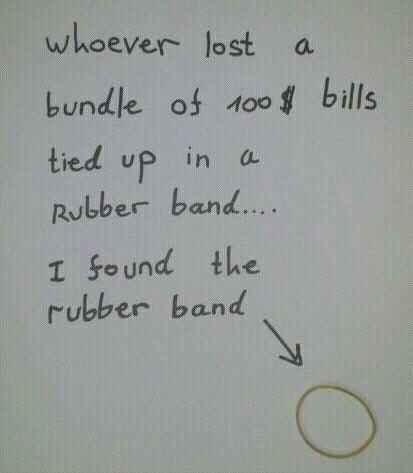 whoever lost a
bundle of 100$ bills
tied up in a
Rubber band....
I found the
rubber band